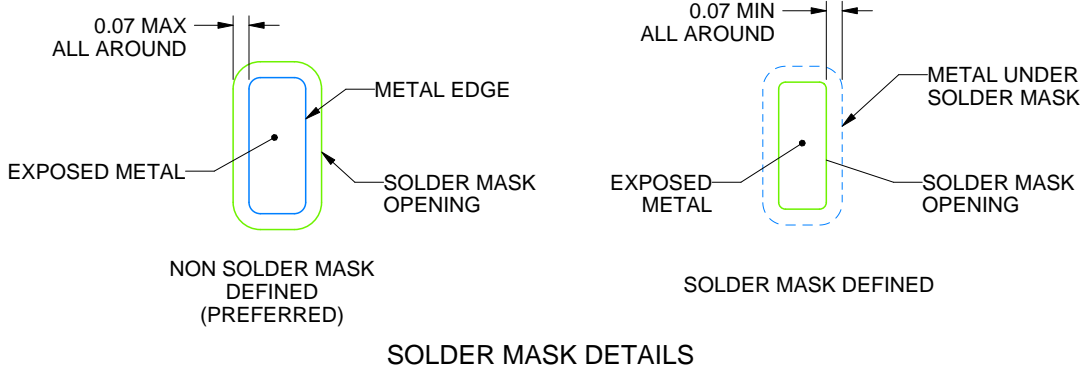 0.07 MAX
ALL AROUND
METAL EDGE
EXPOSED METAL
SOLDER MASK
OPENING
NON SOLDER MASK
DEFINED
(PREFERRED)
0.07 MIN
ALL AROUND
METAL UNDER
SOLDER MASK
EXPOSED
METAL
SOLDER MASK
OPENING
SOLDER MASK DEFINED
SOLDER MASK DETAILS